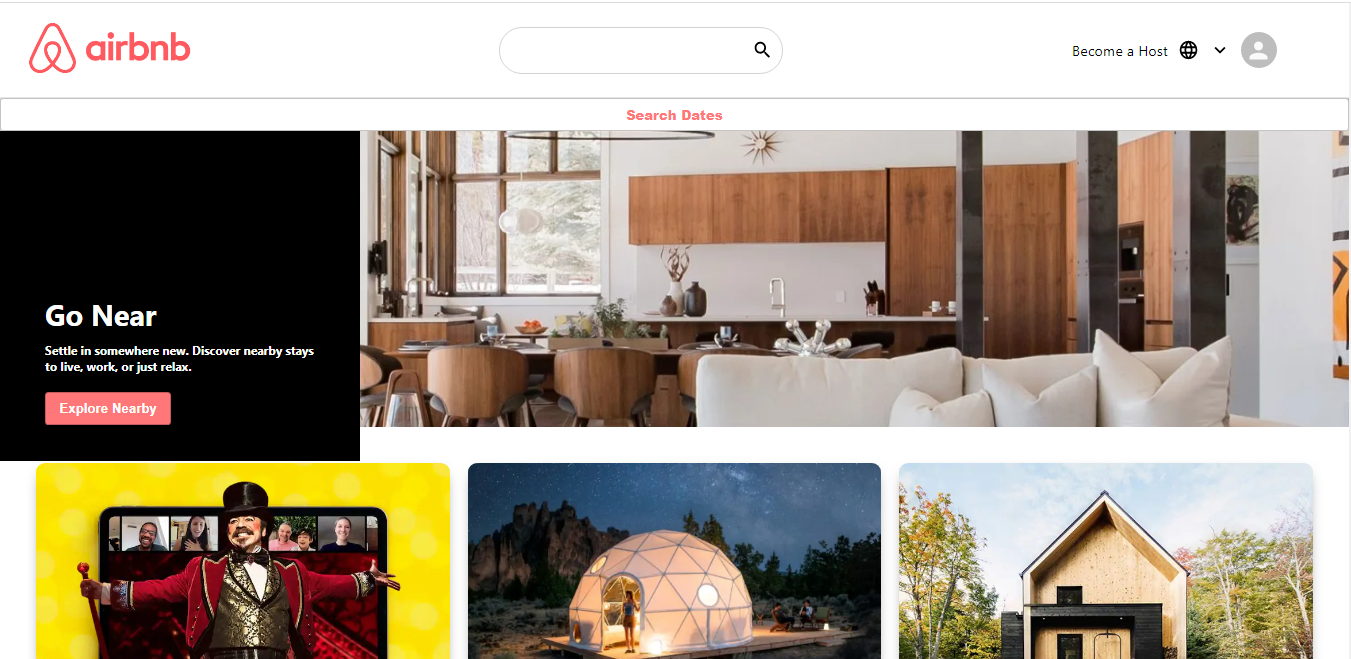 airbnb
Become a Host
Search Dates
Go Near
Settle in somewhere new. Discover nearby stays
to live, work, or just relax.
Explore Nearby